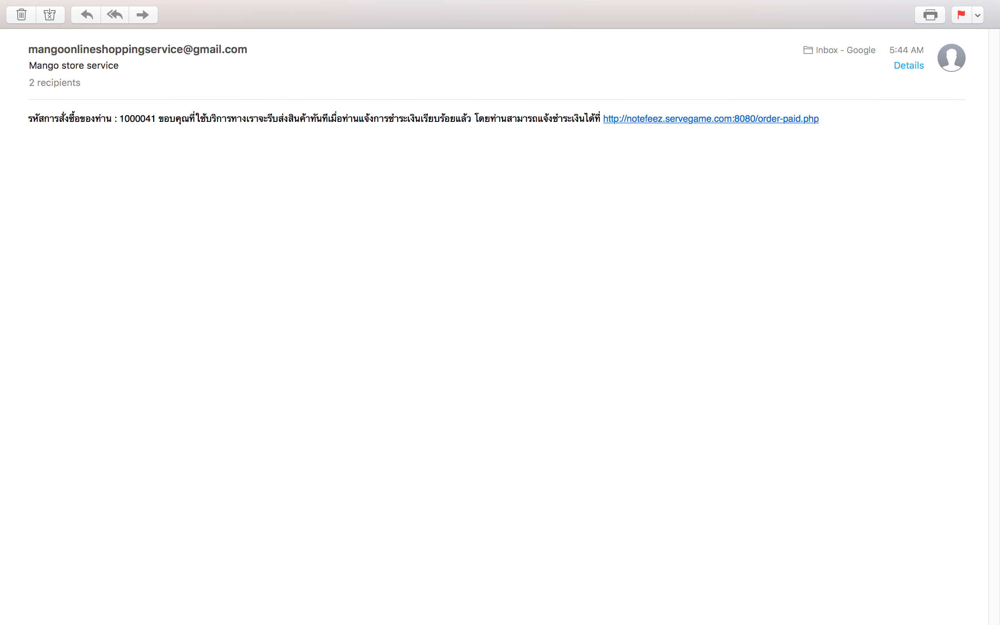 mangoonlineshoppingservice@gmail.com
Inbox - Google 5:44 AM
Mango store service
Details
2 recipients
รหัสการสั่งซื้อของท่าน : 1000041 ขอบคุณที่ใช้บริการทางเราจะรีบส่งสินค้าทันทีเมื่อท่านแจ้งการชำระเงินเรียบร้อยแล้ว โดยท่านสามารถแจ้งชำระเงินได้ที่ http://notefeez.servegame.com:8080/order-paid.php